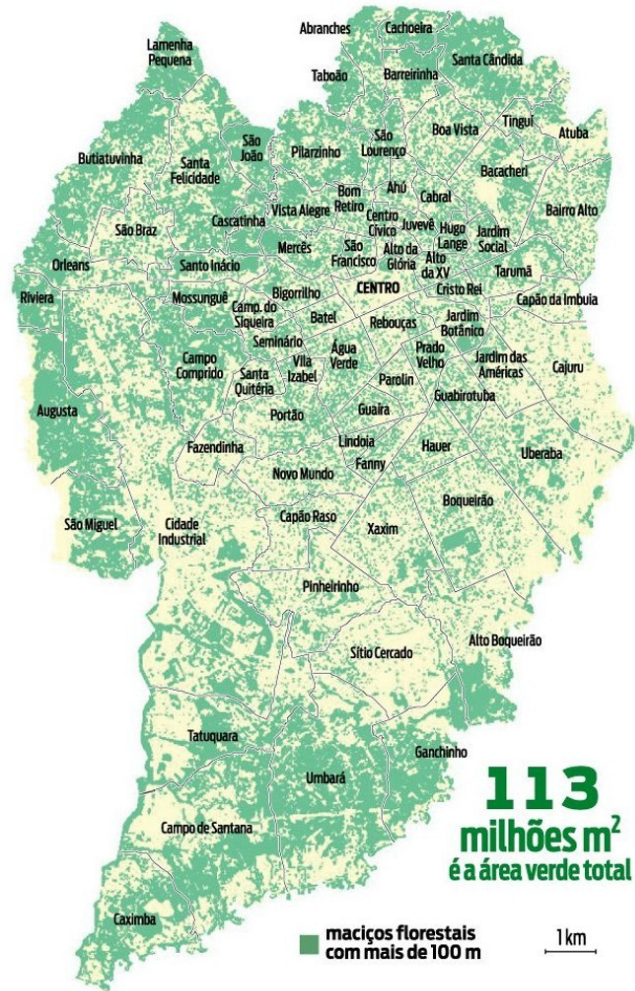 Abranches
Cachoeira
Lamenha
Pequena
Santa Cândida
Taboão
Barreirinha
Tingui
Atuba
Boa Vista
São
Lourenço
São
João
Pilarzinho
Butiatuvinha
Santa
Felicidade
Bacacheri
Bom
Retiro
Ahú
Cabral
Bairro Alto
Cascatinha
Vista Alegre
Centro
Cívico
Juvevê
Hugo
Lange
Jardim
Social
São Braz
Mercês
São
Francisco
Alto da
Glória
Alto
da XV
Tarumã
Orleans
Santo Inácio
CENTRO
Cristo Rei
Riviera
Mossunguê
Bigorrilho
Capão da Imbuia
Camp. do
Siqueira
Batel
Rebouças
Jardim
Botânico
Seminário
Água
Verde
Prado
Velho
Jardim das
Américas
Cajuru
Campo
Comprido
Santa
Quitéria
Vila
Izabel
Parolin
Guabirotuba
Augusta
Portão
Guaíra
Fazendinha
Lindoia
Hauer
Uberaba
Fanny
Novo Mundo
Boqueirão
São Miguel
Cidade
Industrial
Capão Raso
Xaxim
Pinheirinho
Alto Boqueirão
Sítio Cercado
Tatuquara
Ganchinho
Umbará
113
milhões m²
é a área verde total
Campo de Santana
Caximba
maciços florestais
com mais de 100 m
1 km